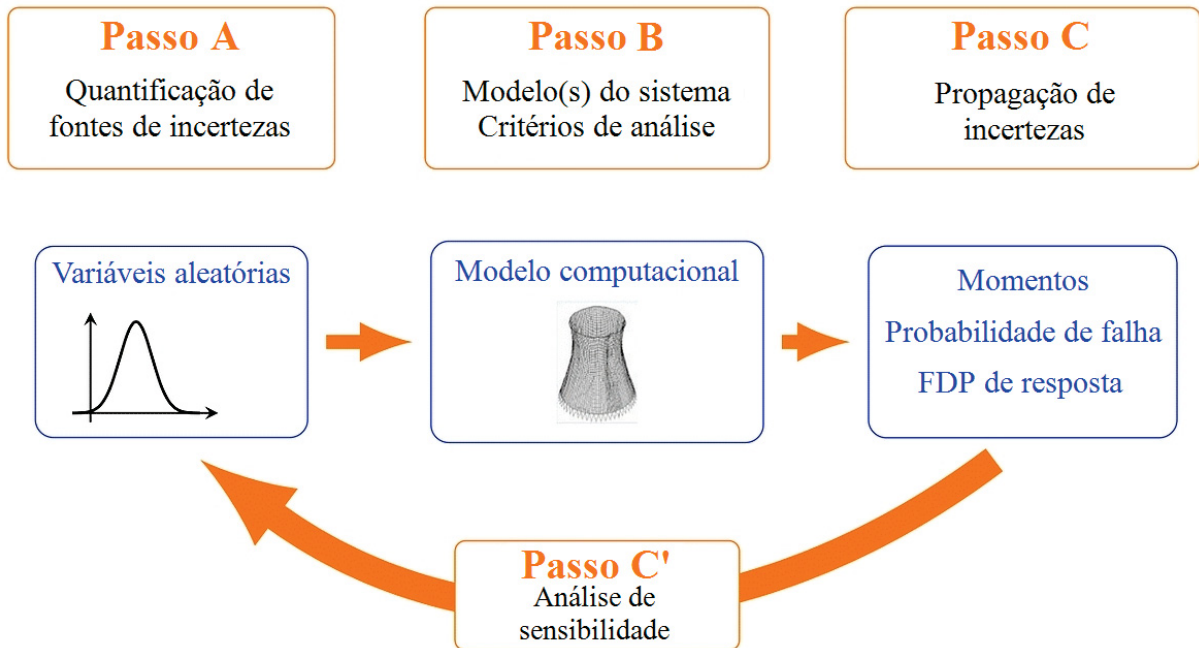 Passo A
Quantificação de
fontes de incertezas
Passo B
Modelo(s) do sistema
Critérios de análise
Passo C
Propagação de
incertezas
Variáveis aleatórias
Modelo computacional
Momentos
Probabilidade de falha
FDP de resposta
Passo C'
Análise de
sensibilidade